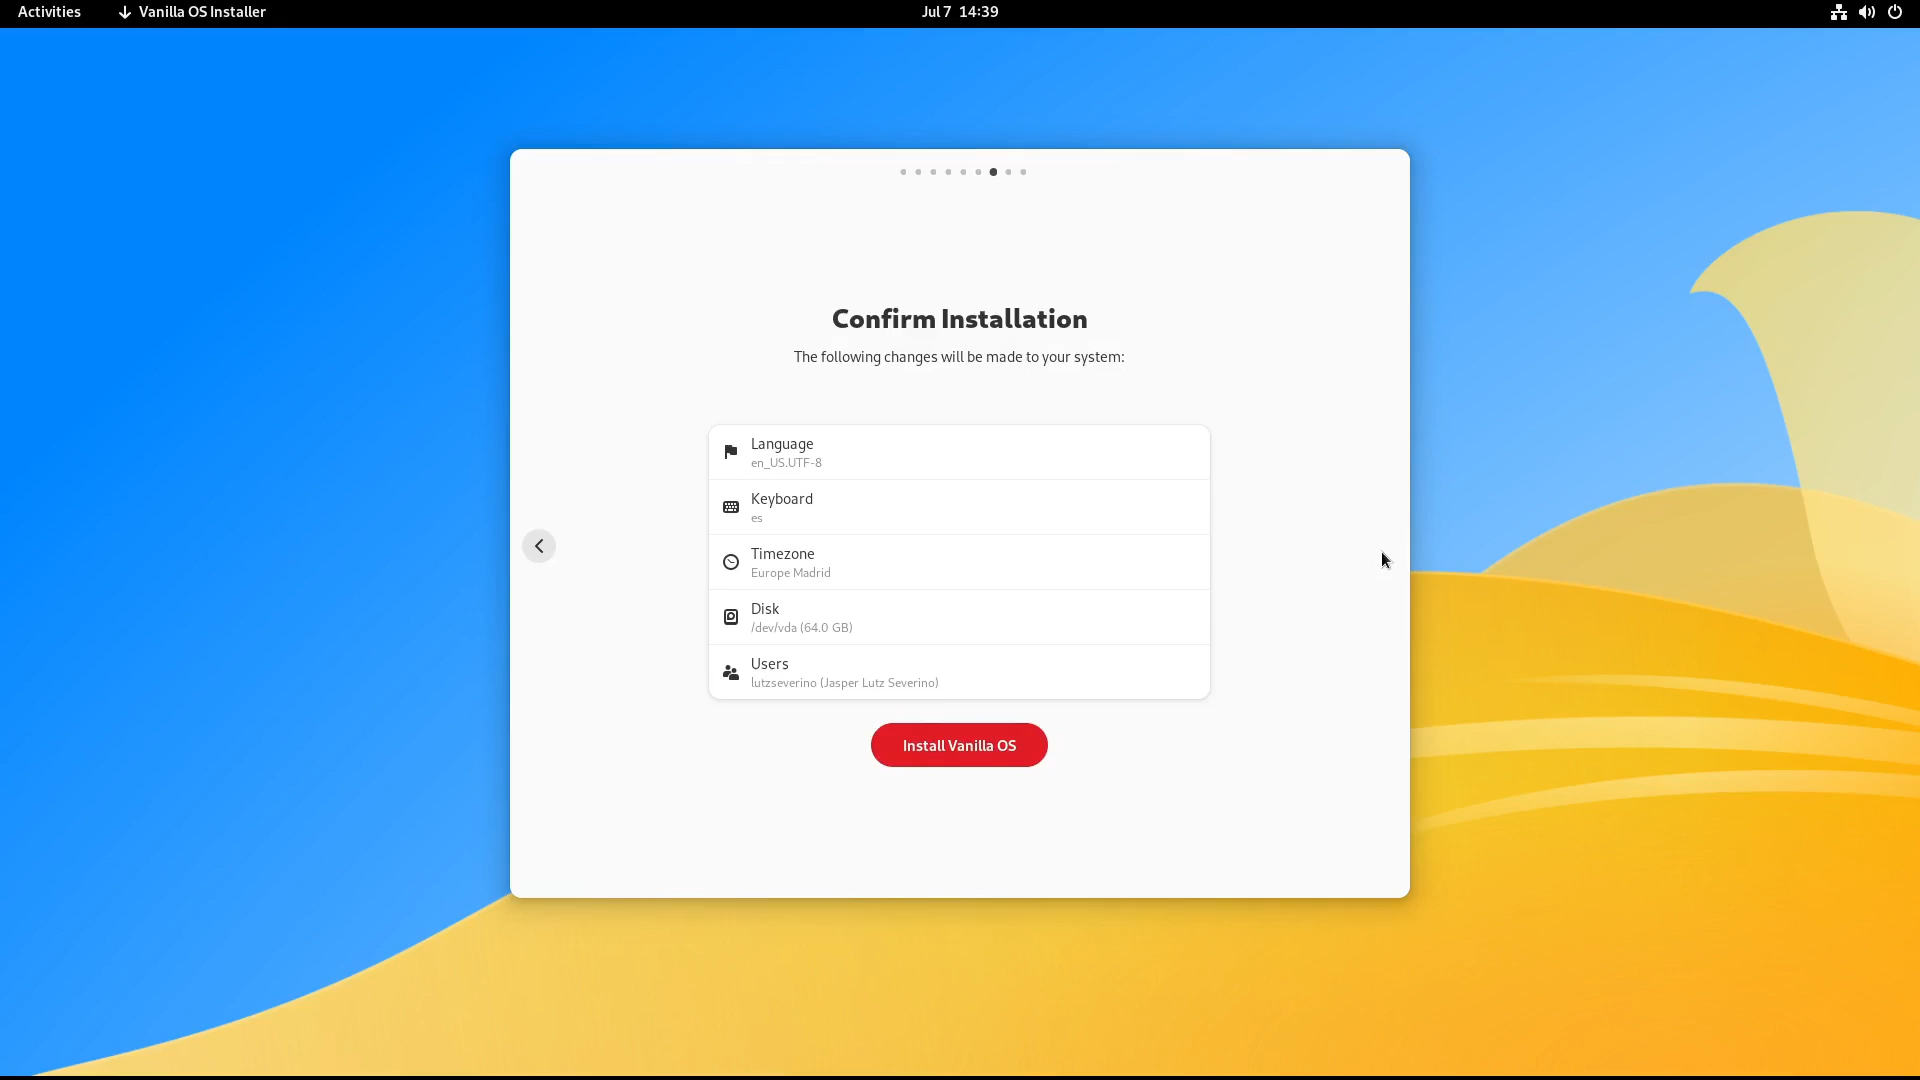 Activities
Vanilla OS Installer
Jul 7 14:39
Confirm Installation
The following changes will be made to your system:
Language
en_US.UTF-8
Keyboard
es
Timezone
Europe Madrid
Disk
/dev/vda (64.0 GB)
Users
lutzseverino (Jasper Lutz Severino)
Install Vanilla OS